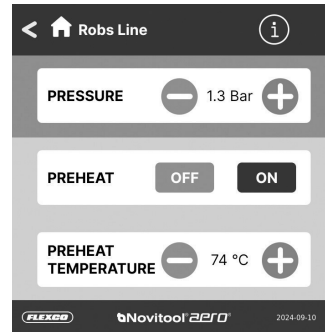 < Robs Line i
PRESSURE − 1.3 Bar +
PREHEAT OFF ON
PREHEAT
TEMPERATURE − 74 °C +
FLEXCO Novitool aero 2024-09-10